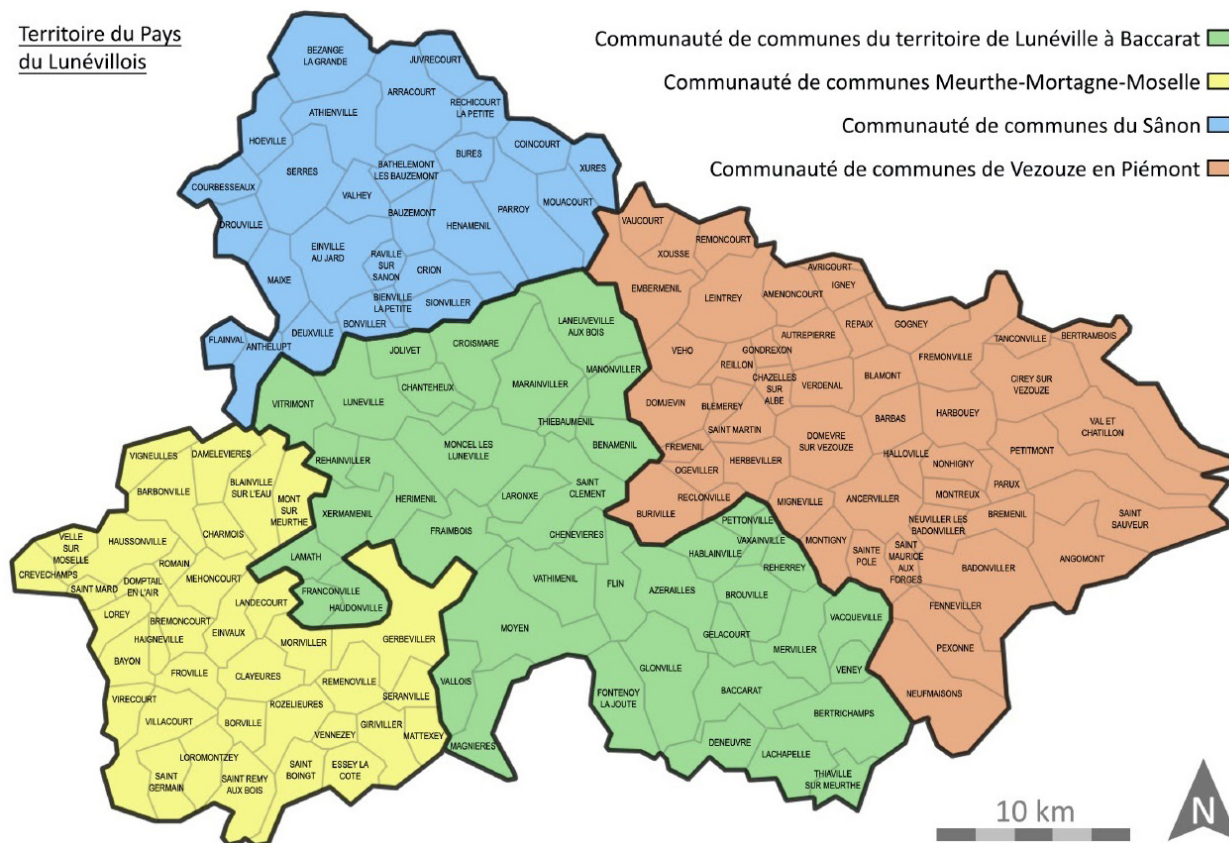 Territoire du Pays
du Lunévillois
Communauté de communes du territoire de Lunéville à Baccarat
Communauté de communes Meurthe-Mortagne-Moselle
Communauté de communes du Sânon
Communauté de communes de Vezouze en Piémont
BEZANGE
LA GRANDE
JUVRECOURT
ARRACOURT
RECHICOURT
LA PETITE
ATHIENVILLE
HOEVILLE
COINCOURT
BURES
SERRES
BATHELEMONT
LES BAUZEMONT
XURES
COURBESSEAUX
VALHEY
MOUACOURT
BAUZEMONT
PARROY
DROUVILLE
HENAMENIL
EINVILLE
AU JARD
RAVILLE
SUR
SANON
CRION
MAIXE
BIENVILLE
LA PETITE
SIONVILLER
BONVILLER
DEUXVILLE
FLAINVAL
ANTHELUPT
VAUCOURT
REMONCOURT
XOUSSE
AVRICOURT
IGNEY
EMBERMENIL
LEINTREY
AMENONCOURT
REPAIX
GOGNEY
AUTREPIERRE
TANCONVILLE
BERTRAMBOIS
VEHO
GONDREXON
REILLON
FREMONVILLE
CHAZELLES
SUR
ALBE
VERDENAL
BLAMONT
CIREY SUR
VEZOUZE
DOMJEVIN
BLEMEREY
BARBAS
HARBOUEY
VAL ET
CHATILLON
SAINT MARTIN
DOMEVRE
SUR VEZOUZE
FREMENIL
PETITMONT
OGEVILLER
HERBEVILLER
HALLOVILLE
NONHIGNY
PARUX
RECLONVILLE
MIGNEVILLE
ANCERVILLER
MONTREUX
BREMENIL
SAINT
SAUVEUR
BURIVILLE
NEUVILLER LES
BADONVILLER
MONTIGNY
SAINTE
POLE
SAINT
MAURICE
AUX
FORGES
ANGOMONT
BADONVILLER
FENNEVILLER
PEXONNE
NEUFMAISONS
LANEUVEVILLE
AUX BOIS
JOLIVET
CROISMARE
MANONVILLER
CHANTEHEUX
MARAINVILLER
VITRIMONT
LUNEVILLE
THIEBAUMENIL
MONCEL LES
LUNEVILLE
BENAMENIL
REHAINVILLER
LARONXE
SAINT
CLEMENT
HERIMENIL
XERMAMENIL
FRAIMBOIS
CHENEVIERES
PETTONVILLE
VAXAINVILLE
HABLAINVILLE
LAMATH
REHERREY
VATHIMENIL
FLIN
AZERAILLES
BROUVILLE
FRANCONVILLE
HAUDONVILLE
VACQUEVILLE
MOYEN
GELACOURT
MERVILLER
GLONVILLE
VENEY
VALLOIS
BACCARAT
FONTENOY
LA JOUTE
BERTRICHAMPS
DENEUVRE
MAGNIERES
LACHAPELLE
THIAVILLE
SUR MEURTHE
VIGNEULLES
DAMELEVIERES
BARBONVILLE
BLAINVILLE
SUR L'EAU
MONT
SUR
MEURTHE
CHARMOIS
VELLE
SUR
MOSELLE
HAUSSONVILLE
ROMAIN
CREVECHAMPS
SAINT MARD
DOMPTAIL
EN L'AIR
MEHONCOURT
LANDECOURT
LOREY
BREMONCOURT
EINVAUX
HAIGNEVILLE
MORIVILLER
GERBEVILLER
BAYON
FROVILLE
CLAYEURES
REMENOVILLE
SERANVILLE
VIRECOURT
ROZELIEURES
VILLACOURT
BORVILLE
GIRIVILLER
VENNEZEY
MATTEXEY
LOROMONTZEY
SAINT
GERMAIN
SAINT REMY
AUX BOIS
SAINT
BOINGT
ESSEY LA
COTE
10 km
N